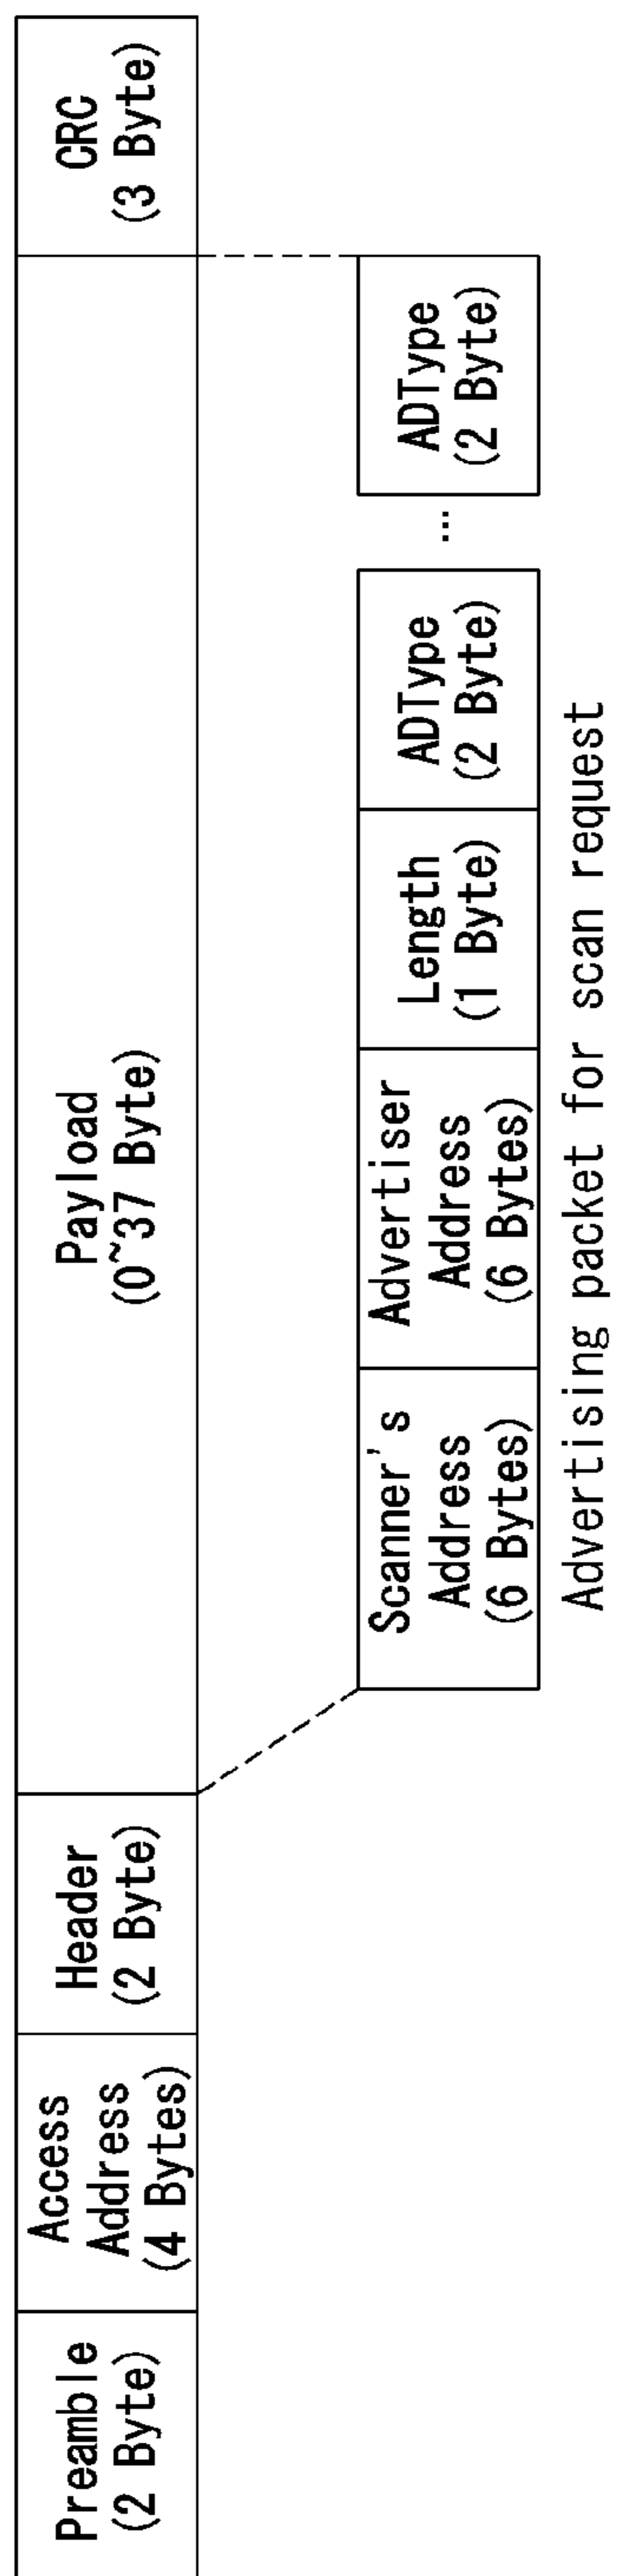 Preamble
(2 Byte)
Access
Address
(4 Bytes)
Header
(2 Byte)
Payload
(0~37 Byte)
CRC
(3 Byte)
Scanner's
Address
(6 Bytes)
Advertiser
Address
(6 Bytes)
Length
(1 Byte)
ADType
(2 Byte)
...
ADType
(2 Byte)
Advertising packet for scan request